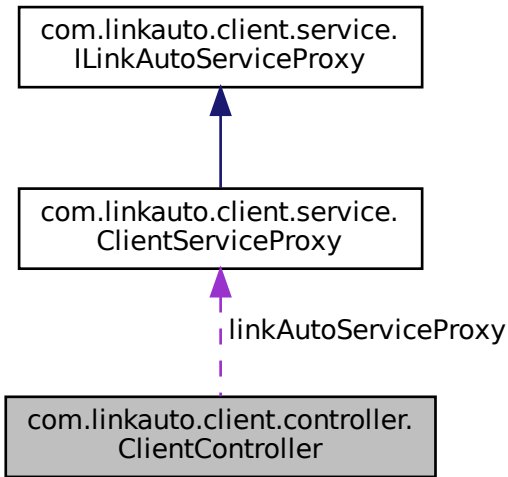 com.linkauto.client.service.
ILinkAutoServiceProxy
com.linkauto.client.service.
ClientServiceProxy
linkAutoServiceProxy
com.linkauto.client.controller.
ClientController